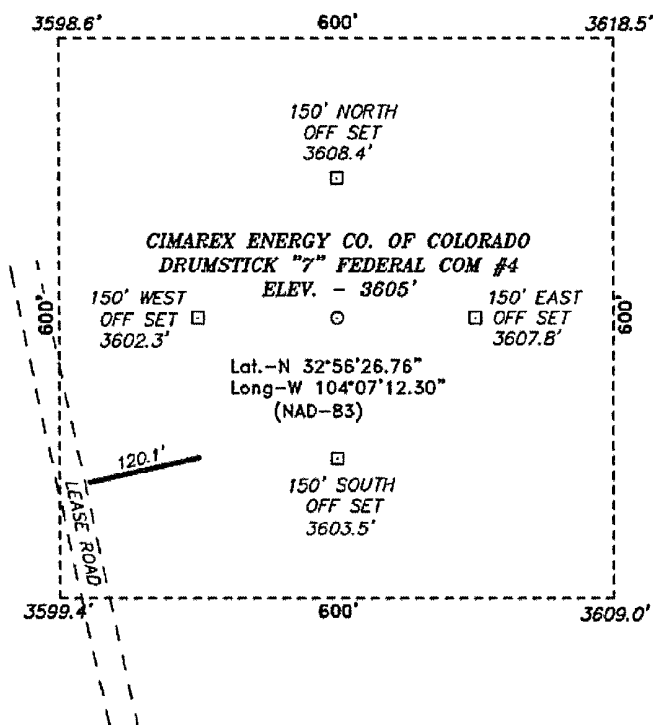 3598.6'
600'
3618.5'
150' NORTH
OFF SET
3608.4'
CIMAREX ENERGY CO. OF COLORADO
DRUMSTICK "7" FEDERAL COM #4
ELEV. - 3605'
600'
150' WEST
OFF SET
3602.3'
150' EAST
OFF SET
3607.8'
600'
Lat.-N 32°56'26.76"
Long-W 104°07'12.30"
(NAD-83)
120.1'
LEASE ROAD
150' SOUTH
OFF SET
3603.5'
3599.4'
600'
3609.0'